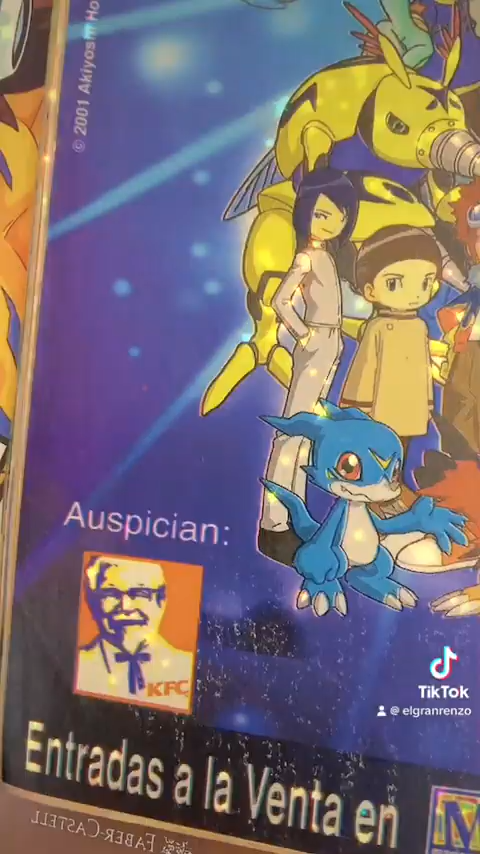 © 2001 Akiyoshi Ho
Auspician:
KFC
TikTok
@ elgranrenzo
Entradas a la Venta en
M
FABER-CASTELL